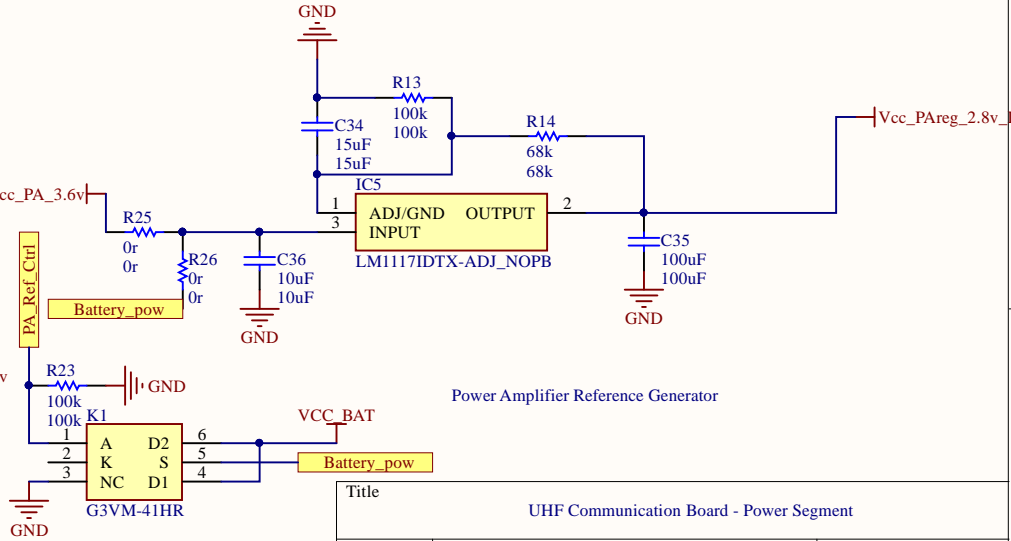 GND
R13
100k
100k
C34
15uF
15uF
R14
68k
68k
Vcc_PAreg_2.8v_
IC5
1 ADJ/GND OUTPUT 2
3 INPUT
LM1117IDTX-ADJ_NOPB
cc_PA_3.6v
R25
0r
0r
R26
0r
0r
C36
10uF
10uF
GND
C35
100uF
100uF
GND
PA_Ref_Ctrl
Battery_pow
v
R23
100k
100k
GND
Power Amplifier Reference Generator
K1
VCC_BAT
1 A D2 6
2 K S 5
3 NC D1 4
Battery_pow
G3VM-41HR
GND
Title
UHF Communication Board - Power Segment